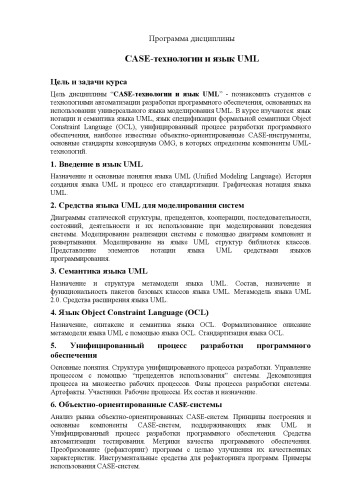 Программа дисциплины
CASE-технологии и язык UML
Цель и задачи курса
Цель дисциплины “CASE-технологии и язык UML” - познакомить студентов с
технологиями автоматизации разработки программного обеспечения, основанных на
использовании универсального языка моделирования UML. В курсе изучаются: язык
нотации и семантика языка UML, язык спецификации формальной семантики Object
Constraint Language (OCL), унифицированный процесс разработки программного
обеспечения, наиболее известные объектно-ориентированные CASE-инструменты,
основные стандарты консорциума OMG, в которых определены компоненты UML-
технологий.
1. Введение в язык UML
Назначение и основные понятия языка UML (Unified Modeling Language). История
создания языка UML и процесс его стандартизации. Графическая нотация языка
UML.
2. Средства языка UML для моделирования систем
Диаграммы статической структуры, прецедентов, кооперации, последовательности,
состояний, деятельности и их использование при моделировании поведения
системы. Моделирование реализации системы с помощью диаграмм компонент и
развертывания. Моделирование на языке UML структур библиотек классов.
Представление элементов нотации языка UML средствами языков
программирования.
3. Семантика языка UML
Назначение и структура метамодели языка UML. Состав, назначение и
функциональность пакетов базовых классов языка UML. Метамодель языка UML
2.0. Средства расширения языка UML.
4. Язык Object Constraint Language (OCL)
Назначение, синтаксис и семантика языка OCL. Формализованное описание
метамодели языка UML с помощью языка OCL. Стандартизация языка OCL.
5. Унифицированный процесс разработки программного
обеспечения
Основные понятия. Структура унифицированного процесса разработки. Управление
процессом с помощью “прецедентов использования” системы. Декомпозиция
процесса на множество рабочих процессов. Фазы процесса разработки системы.
Артефакты. Участники. Рабочие процессы. Их состав и назначение.
6. Объектно-ориентированные CASE-системы
Анализ рынка объектно-ориентированных CASE-систем. Принципы построения и
основные компоненты CASE-систем, поддерживающих язык UML и
Унифицированный процесс разработки программного обеспечения. Средства
автоматизации тестирования. Метрики качества программного обеспечения.
Преобразование (рефакторинг) программ с целью улучшения их качественных
характеристик. Инструментальные средства для рефакторинга программ. Примеры
использования CASE-систем.